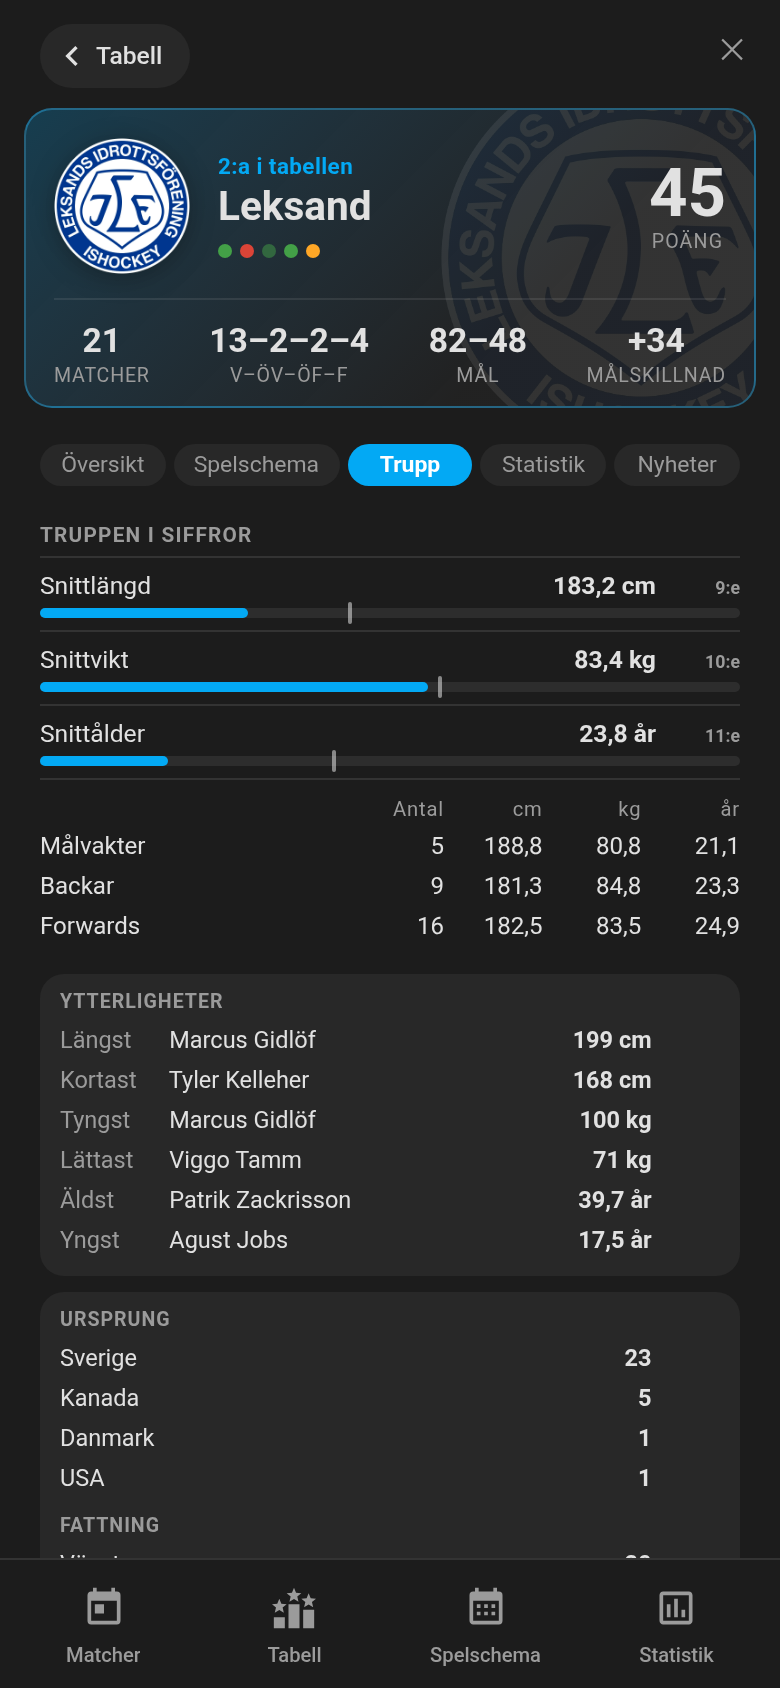 Tabell
LEKSANDS IDROTTSFÖRENING
ISHOCKEY
2:a i tabellen
Leksand
45
POÄNG
21
MATCHER
13–2–2–4
V–ÖV–ÖF–F
82–48
MÅL
+34
MÅLSKILLNAD
Översikt Spelschema Trupp Statistik Nyheter
TRUPPEN I SIFFROR
Snittlängd 183,2 cm 9:e
Snittvikt 83,4 kg 10:e
Snittålder 23,8 år 11:e
Antal cm kg år
Målvakter 5 188,8 80,8 21,1
Backar 9 181,3 84,8 23,3
Forwards 16 182,5 83,5 24,9
YTTERLIGHETER
Längst Marcus Gidlöf 199 cm
Kortast Tyler Kelleher 168 cm
Tyngst Marcus Gidlöf 100 kg
Lättast Viggo Tamm 71 kg
Äldst Patrik Zackrisson 39,7 år
Yngst Agust Jobs 17,5 år
URSPRUNG
Sverige 23
Kanada 5
Danmark 1
USA 1
FATTNING
Matcher Tabell Spelschema Statistik